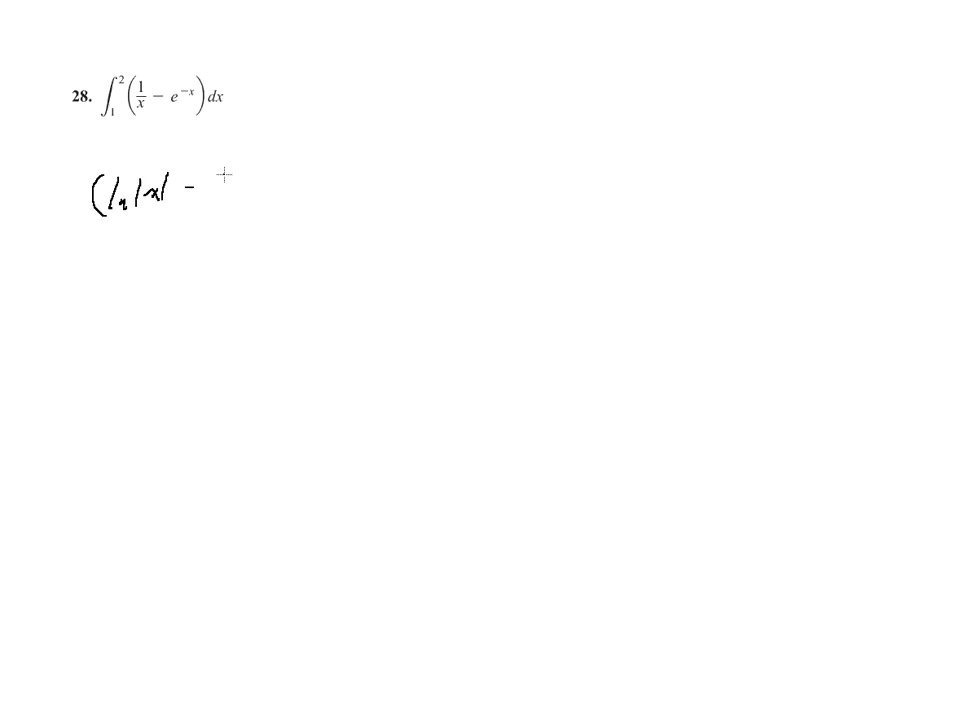 28. ∫₁² (1/x − e⁻ˣ) dx
(ln|x| -